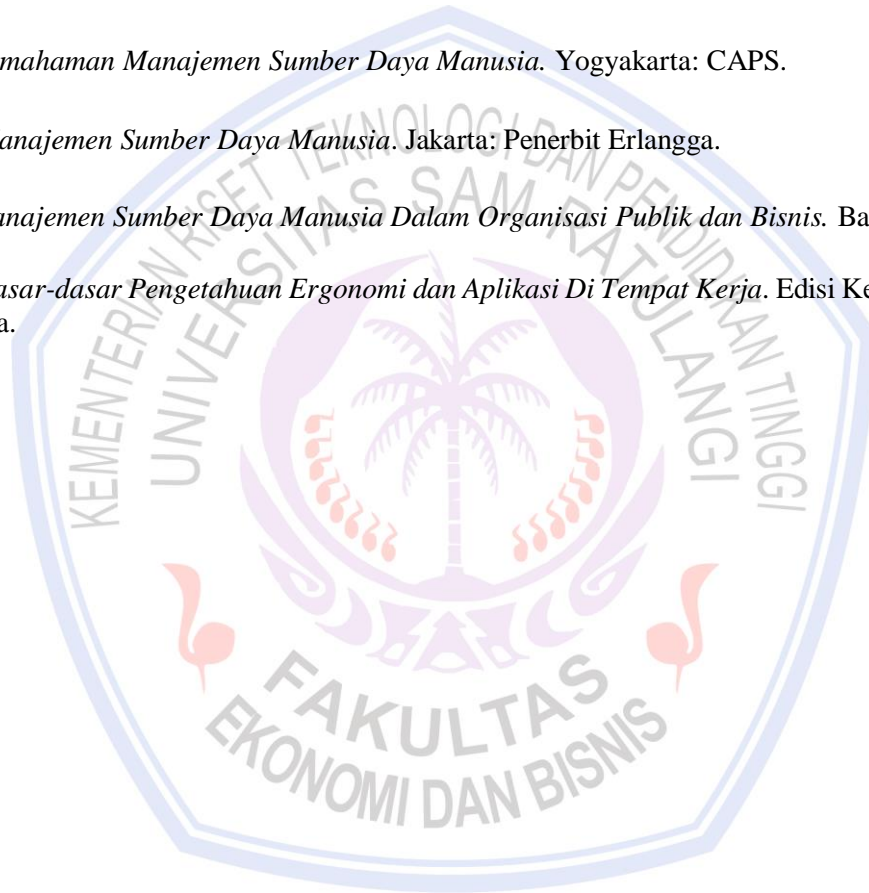 mahaman Manajemen Sumber Daya Manusia. Yogyakarta: CAPS.
anajemen Sumber Daya Manusia. Jakarta: Penerbit Erlangga.
anajemen Sumber Daya Manusia Dalam Organisasi Publik dan Bisnis. Ba
asar-dasar Pengetahuan Ergonomi dan Aplikasi Di Tempat Kerja. Edisi Ke
a.
KEMENTERIN RISET TEKNOLOGI DAN PENDIDIKAN TINGGI
UNIVERSITAS SAM RATULANGI
FAKULTAS
EKONOMI DAN BISNIS